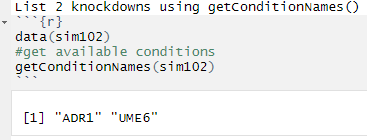 List 2 knockdowns using getConditionNames()
```{r}
data(sim102)
#get available conditions
getConditionNames(sim102)
```
[1] "ADR1" "UME6"